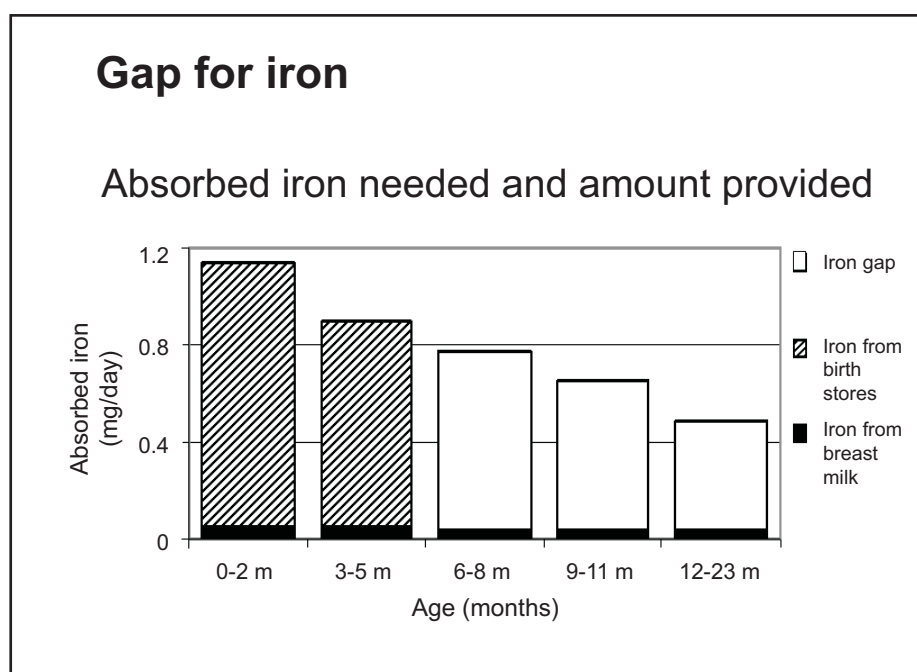 Gap for iron
Absorbed iron needed and amount provided
Absorbed iron
(mg/day)
1.2
0.8
0.4
0
0-2 m
3-5 m
6-8 m
9-11 m
12-23 m
Age (months)
Iron gap
Iron from
birth
stores
Iron from
breast
milk